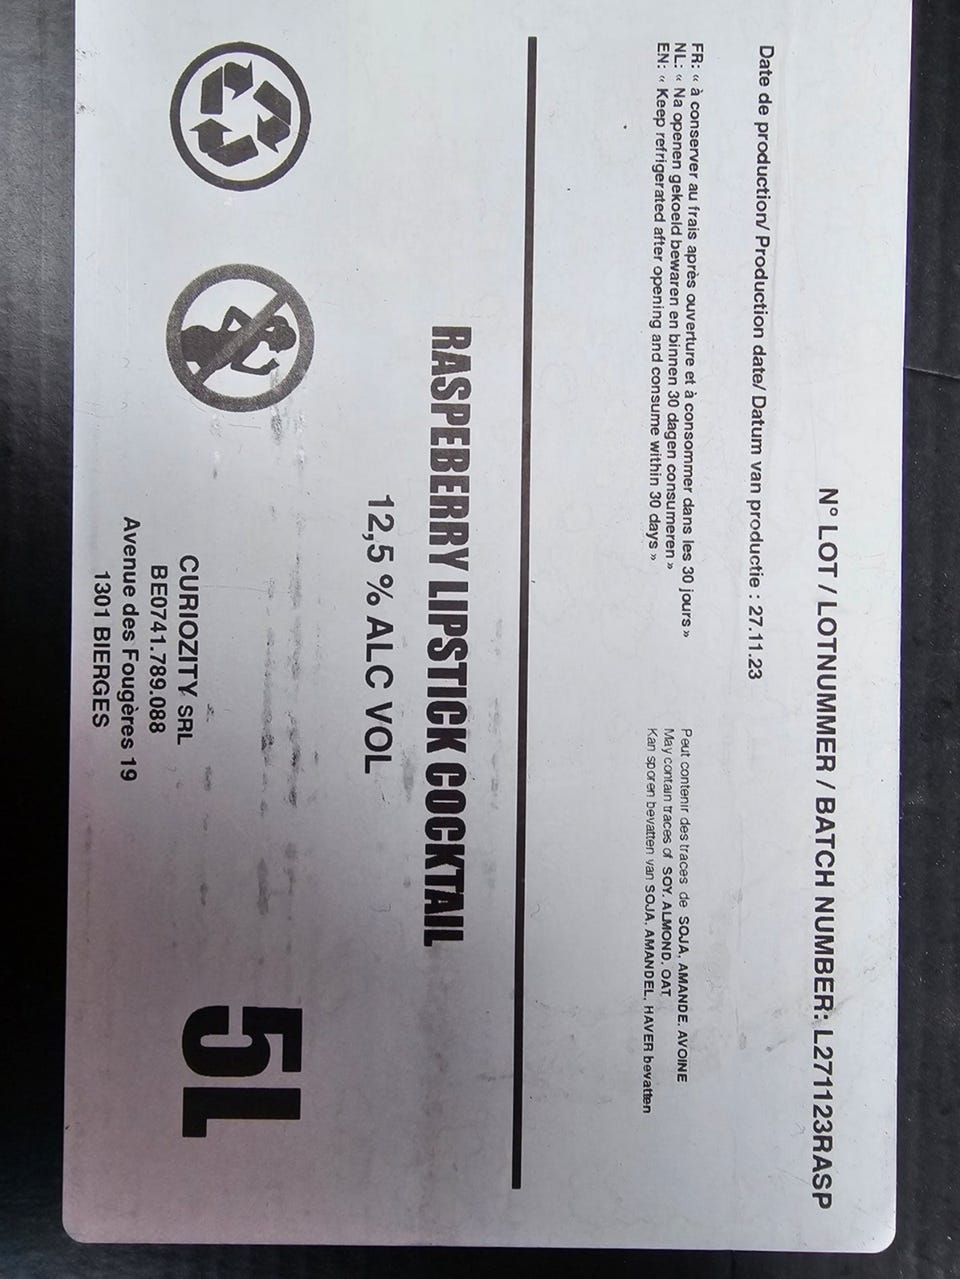 N° LOT / LOTNUMMER / BATCH NUMBER: L271123RASP
Date de production/ Production date/ Datum van productie : 27.11.23
FR: « à conserver au frais après ouverture et à consommer dans les 30 jours »
NL: « Na openen gekoeld bewaren en binnen 30 dagen consumeren »
EN: « Keep refrigerated after opening and consume within 30 days »
Peut contenir des traces de SOJA, AMANDE, AVOINE
May contain traces of SOY, ALMOND, OAT
Kan sporen bevatten van SOJA, AMANDEL, HAVER bevatten
RASPEBERRY LIPSTICK COCKTAIL
12,5 % ALC VOL
CURIOZITY SRL
BE0741.789.088
Avenue des Fougères 19
1301 BIERGES
5L